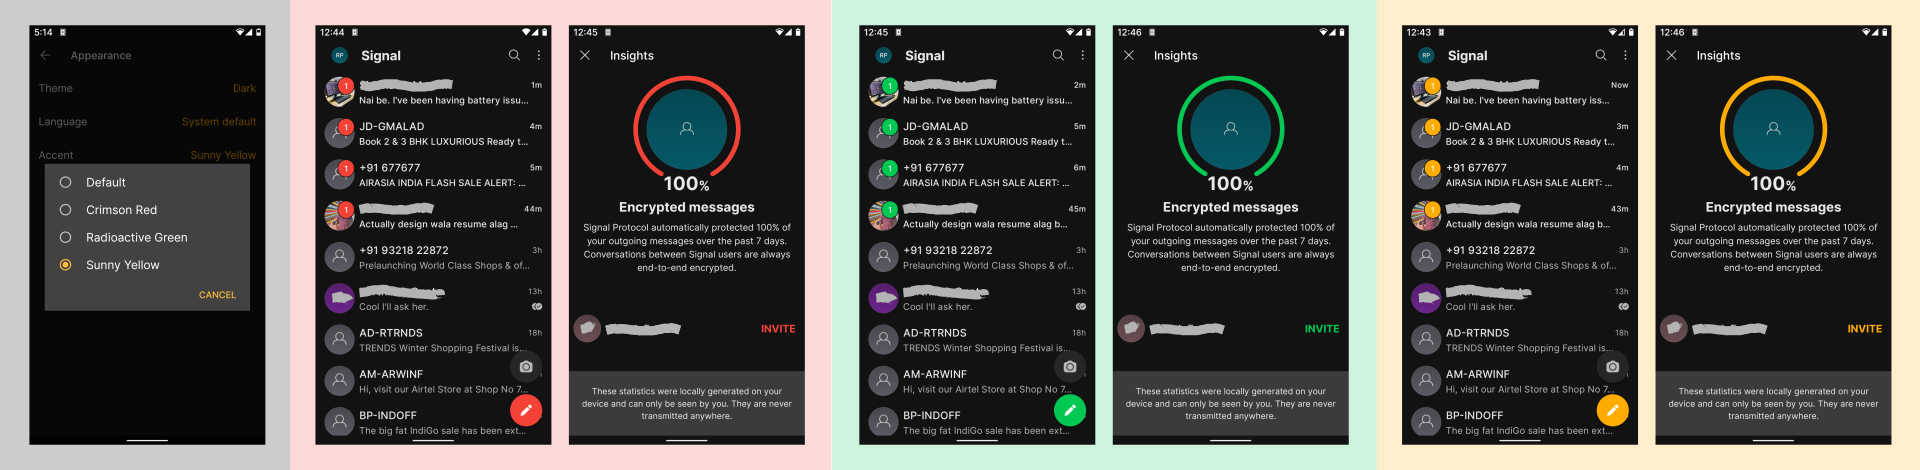 5:14
Appearance
Theme Dark
Language System default
Accent Sunny Yellow
Default
Crimson Red
Radioactive Green
Sunny Yellow
CANCEL
12:44
RP Signal
1 1m
Nai be. I've been having battery issu...
1 JD-GMALAD 4m
Book 2 & 3 BHK LUXURIOUS Ready t...
1 +91 677677 5m
AIRASIA INDIA FLASH SALE ALERT: ...
1 44m
Actually design wala resume alag ...
+91 93218 22872 3h
Prelaunching World Class Shops & of...
13h
Cool I'll ask her.
AD-RTRNDS 18h
TRENDS Winter Shopping Festival is...
AM-ARWINF
Hi, visit our Airtel Store at Shop No 7...
BP-INDOFF
The big fat IndiGo sale has been ext...
12:45
Insights
100%
Encrypted messages
Signal Protocol automatically protected 100% of
your outgoing messages over the past 7 days.
Conversations between Signal users are always
end-to-end encrypted.
INVITE
These statistics were locally generated on your
device and can only be seen by you. They are never
transmitted anywhere.
12:45
RP Signal
1 2m
Nai be. I've been having battery issu...
1 JD-GMALAD 5m
Book 2 & 3 BHK LUXURIOUS Ready t...
1 +91 677677 6m
AIRASIA INDIA FLASH SALE ALERT: ...
1 45m
Actually design wala resume alag b...
+91 93218 22872 3h
Prelaunching World Class Shops & of...
13h
Cool I'll ask her.
AD-RTRNDS 18h
TRENDS Winter Shopping Festival is...
AM-ARWINF
Hi, visit our Airtel Store at Shop No 7...
BP-INDOFF
The big fat IndiGo sale has been ext...
12:46
Insights
100%
Encrypted messages
Signal Protocol automatically protected 100% of
your outgoing messages over the past 7 days.
Conversations between Signal users are always
end-to-end encrypted.
INVITE
These statistics were locally generated on your
device and can only be seen by you. They are never
transmitted anywhere.
12:43
RP Signal
1 Now
Nai be. I've been having battery iss...
1 JD-GMALAD 3m
Book 2 & 3 BHK LUXURIOUS Ready t...
1 +91 677677 4m
AIRASIA INDIA FLASH SALE ALERT: ...
1 43m
Actually design wala resume alag b...
+91 93218 22872 3h
Prelaunching World Class Shops & of...
13h
Cool I'll ask her.
AD-RTRNDS 18h
TRENDS Winter Shopping Festival is...
AM-ARWINF
Hi, visit our Airtel Store at Shop No 7...
BP-INDOFF
The big fat IndiGo sale has been ext...
12:46
Insights
100%
Encrypted messages
Signal Protocol automatically protected 100% of
your outgoing messages over the past 7 days.
Conversations between Signal users are always
end-to-end encrypted.
INVITE
These statistics were locally generated on your
device and can only be seen by you. They are never
transmitted anywhere.